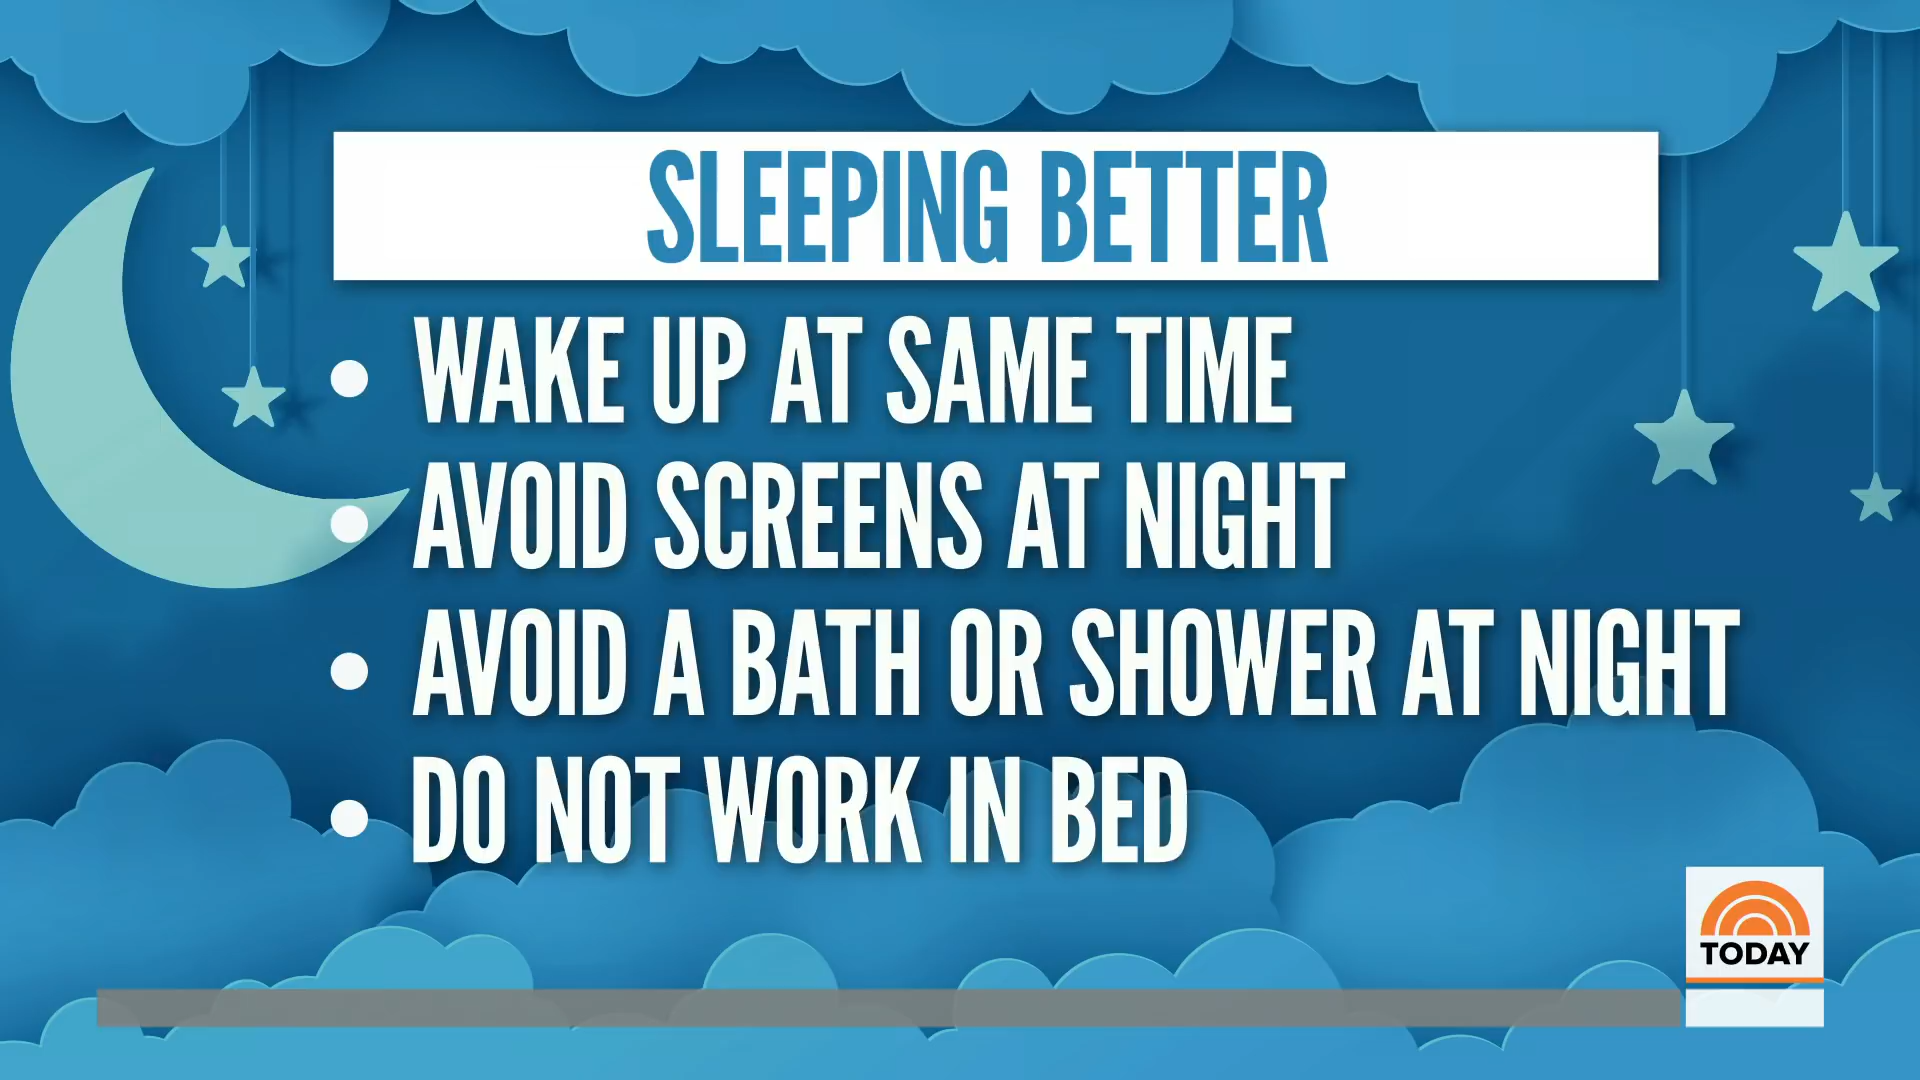 SLEEPING BETTER
• WAKE UP AT SAME TIME
• AVOID SCREENS AT NIGHT
• AVOID A BATH OR SHOWER AT NIGHT
• DO NOT WORK IN BED
TODAY